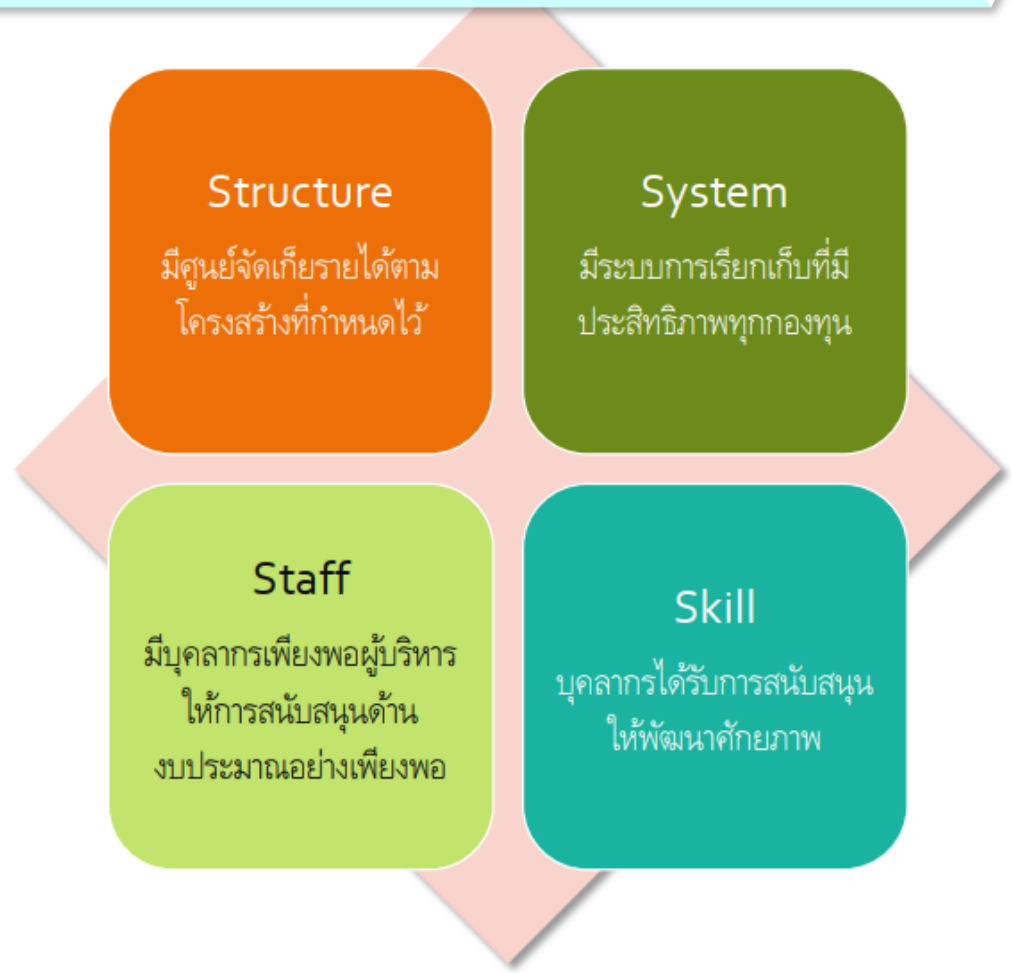 Structure
มีศูนย์จัดเก็ยรายได้ตาม
โครงสร้างที่กำหนดไว้
System
มีระบบการเรียกเก็บที่มี
ประสิทธิภาพทุกกองทุน
Staff
มีบุคลากรเพียงพอผู้บริหาร
ให้การสนับสนุนด้าน
งบประมาณอย่างเพียงพอ
Skill
บุคลากรได้รับการสนับสนุน
ให้พัฒนาศักยภาพ